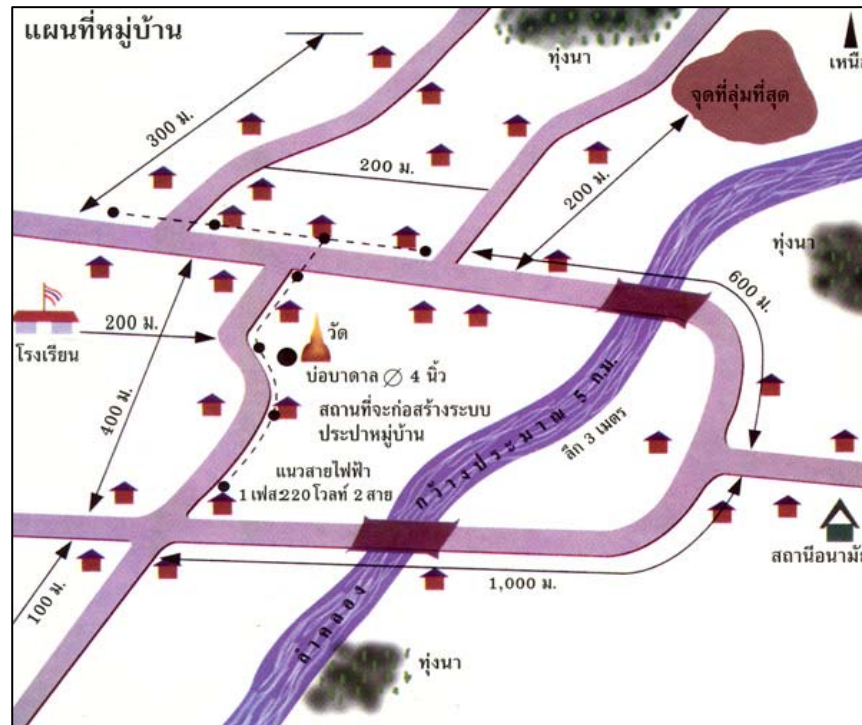 แผนที่หมู่บ้าน
ทุ่งนา
เหนือ
จุดที่ลุ่มที่สุด
300 ม.
200 ม.
200 ม.
ทุ่งนา
600 ม.
200 ม.
โรงเรียน
วัด
บ่อบาดาล ∅ 4 นิ้ว
400 ม.
สถานที่จะก่อสร้างระบบ
ประปาหมู่บ้าน
กว้างประมาณ 5 ก.ม.
ลึก 3 เมตร
แนวสายไฟฟ้า
1 เฟส220 โวลท์ 2 สาย
สถานีอนามั
100 ม.
1,000 ม.
ลำคลอง
ทุ่งนา